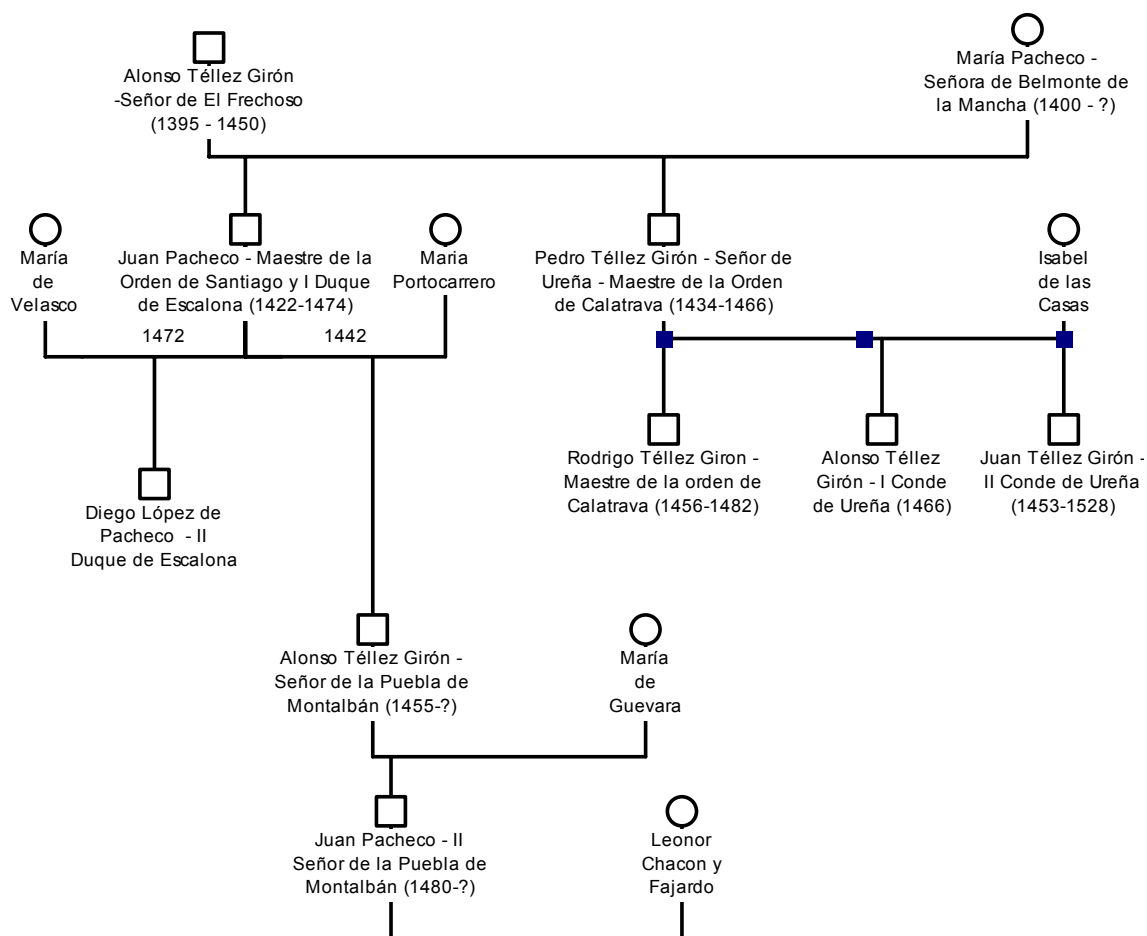 Alonso Téllez Girón
-Señor de El Frechoso
(1395 - 1450)
María Pacheco -
Señora de Belmonte de
la Mancha (1400 - ?)
María
de
Velasco
Juan Pacheco - Maestre de la
Orden de Santiago y I Duque
de Escalona (1422-1474)
Maria
Portocarrero
Pedro Téllez Girón - Señor de
Ureña - Maestre de la Orden
de Calatrava (1434-1466)
Isabel
de las
Casas
1472
1442
Rodrigo Téllez Giron -
Maestre de la orden de
Calatrava (1456-1482)
Alonso Téllez
Girón - I Conde
de Ureña (1466)
Juan Téllez Girón -
II Conde de Ureña
(1453-1528)
Diego López de
Pacheco - II
Duque de Escalona
Alonso Téllez Girón -
Señor de la Puebla de
Montalbán (1455-?)
María
de
Guevara
Juan Pacheco - II
Señor de la Puebla de
Montalbán (1480-?)
Leonor
Chacon y
Fajardo